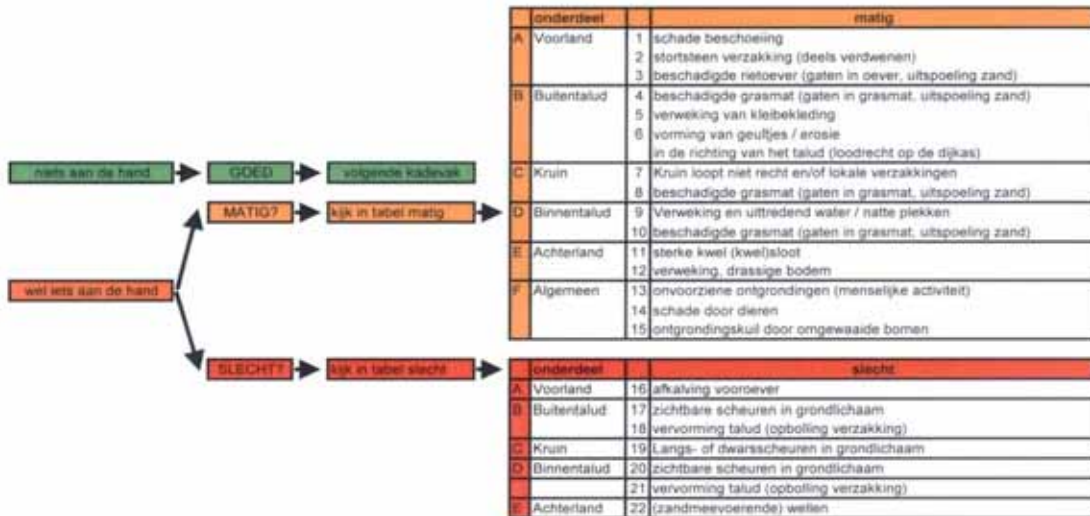 onderdeel matig
A Voorland 1 schade beschoeiing
2 stortsteen verzakking (deels verdwenen)
3 beschadigde rietoever (gaten in oever, uitspoeling zand)
B Buitentalud 4 beschadigde grasmat (gaten in grasmat, uitspoeling zand)
5 verweking van kleibekleding
6 vorming van geultjes / erosie
in de richting van het talud (loodrecht op de dijkas)
niets aan de hand GOED volgende kadevak
C Kruin 7 Kruin loopt niet recht en/of lokale verzakkingen
8 beschadigde grasmat (gaten in grasmat, uitspoeling zand)
MATIG? kijk in tabel matig
D Binnentalud 9 Verweking en uittredend water / natte plekken
10 beschadigde grasmat (gaten in grasmat, uitspoeling zand)
E Achterland 11 sterke kwel (kwel)sloot
12 verweking, drassige bodem
wel iets aan de hand
F Algemeen 13 onvoorziene ontgrondingen (menselijke activiteit)
14 schade door dieren
15 ontgrondingskuil door omgewaaide bomen
SLECHT? kijk in tabel slecht
onderdeel slecht
A Voorland 16 afkalving vooroever
B Buitentalud 17 zichtbare scheuren in grondlichaam
18 vervorming talud (opbolling verzakking)
C Kruin 19 Langs- of dwarsscheuren in grondlichaam
D Binnentalud 20 zichtbare scheuren in grondlichaam
21 vervorming talud (opbolling verzakking)
E Achterland 22 (zandmeevoerende) wellen